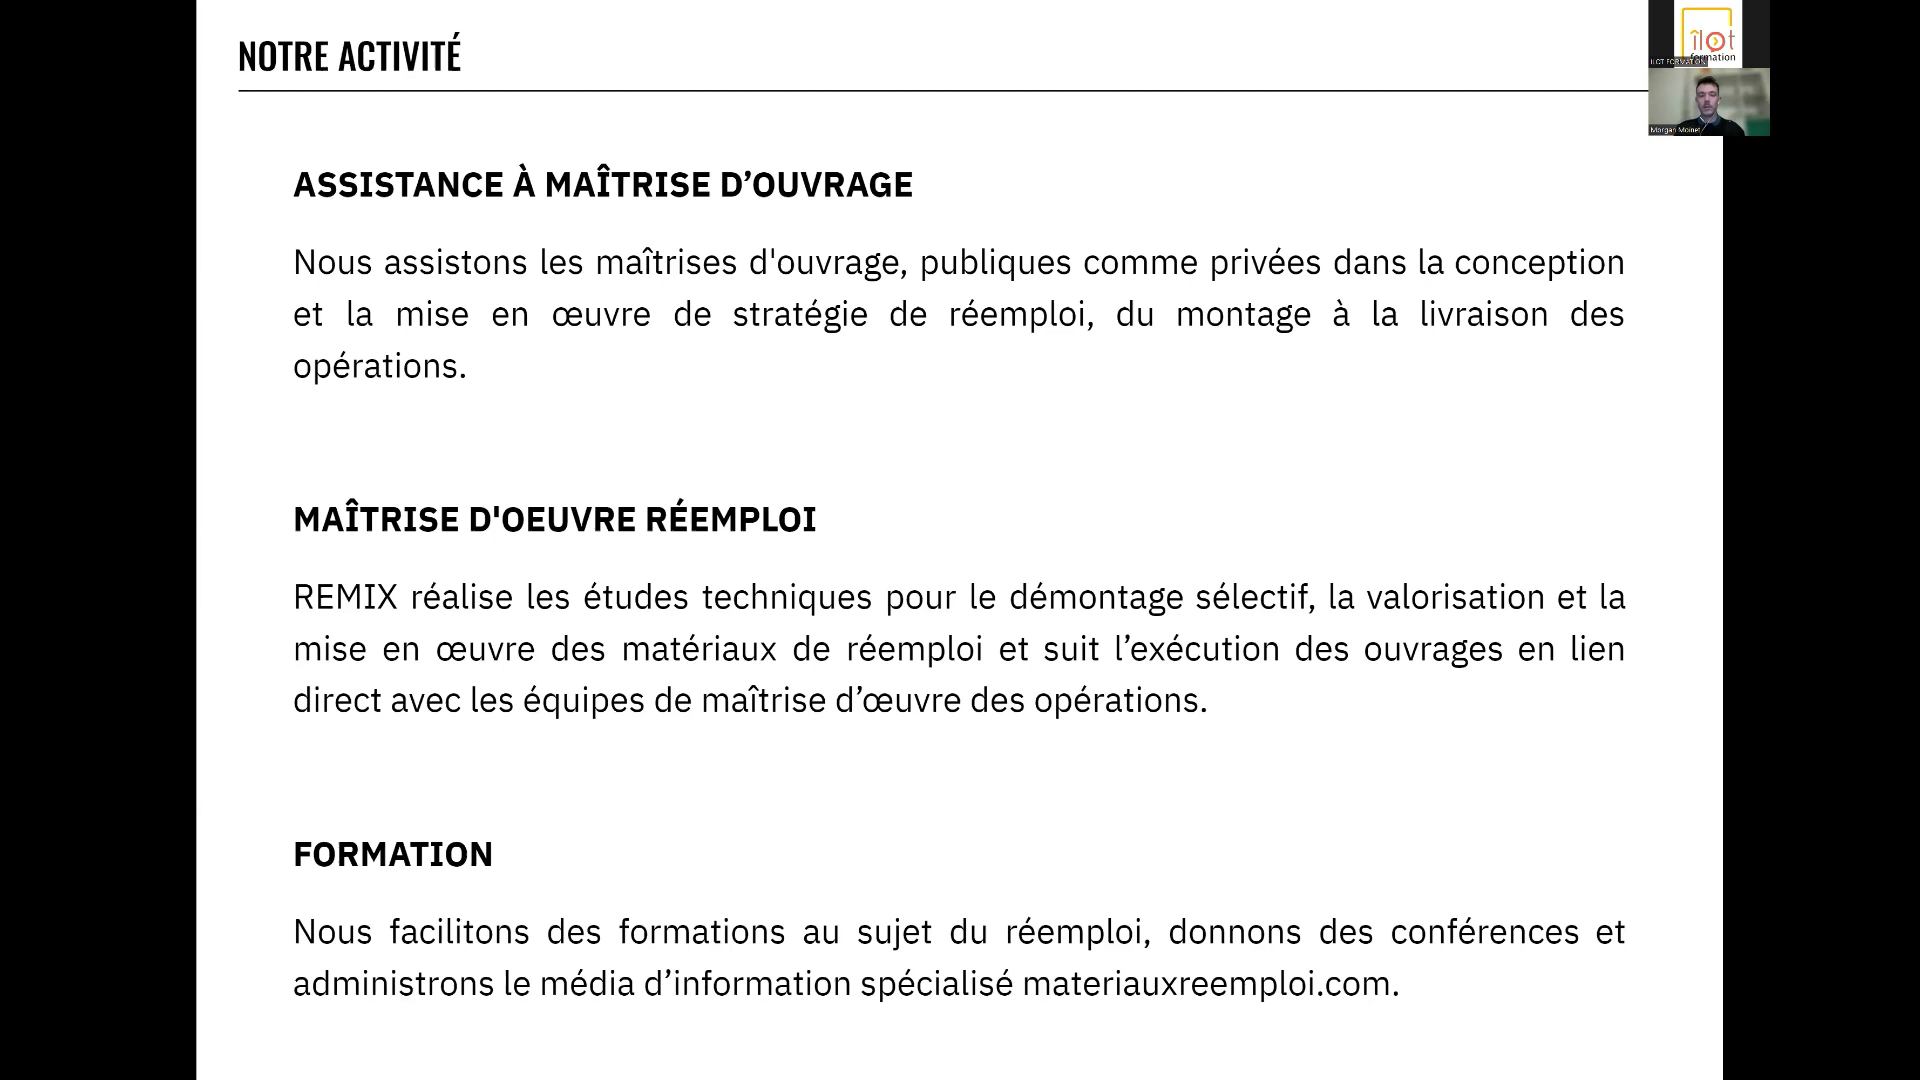 NOTRE ACTIVITÉ
îlot
formation
ILOT FORMATION
Morgan Moinet
ASSISTANCE À MAÎTRISE D’OUVRAGE
Nous assistons les maîtrises d'ouvrage, publiques comme privées dans la conception
et la mise en œuvre de stratégie de réemploi, du montage à la livraison des
opérations.
MAÎTRISE D'OEUVRE RÉEMPLOI
REMIX réalise les études techniques pour le démontage sélectif, la valorisation et la
mise en œuvre des matériaux de réemploi et suit l’exécution des ouvrages en lien
direct avec les équipes de maîtrise d’œuvre des opérations.
FORMATION
Nous facilitons des formations au sujet du réemploi, donnons des conférences et
administrons le média d’information spécialisé materiauxreemploi.com.